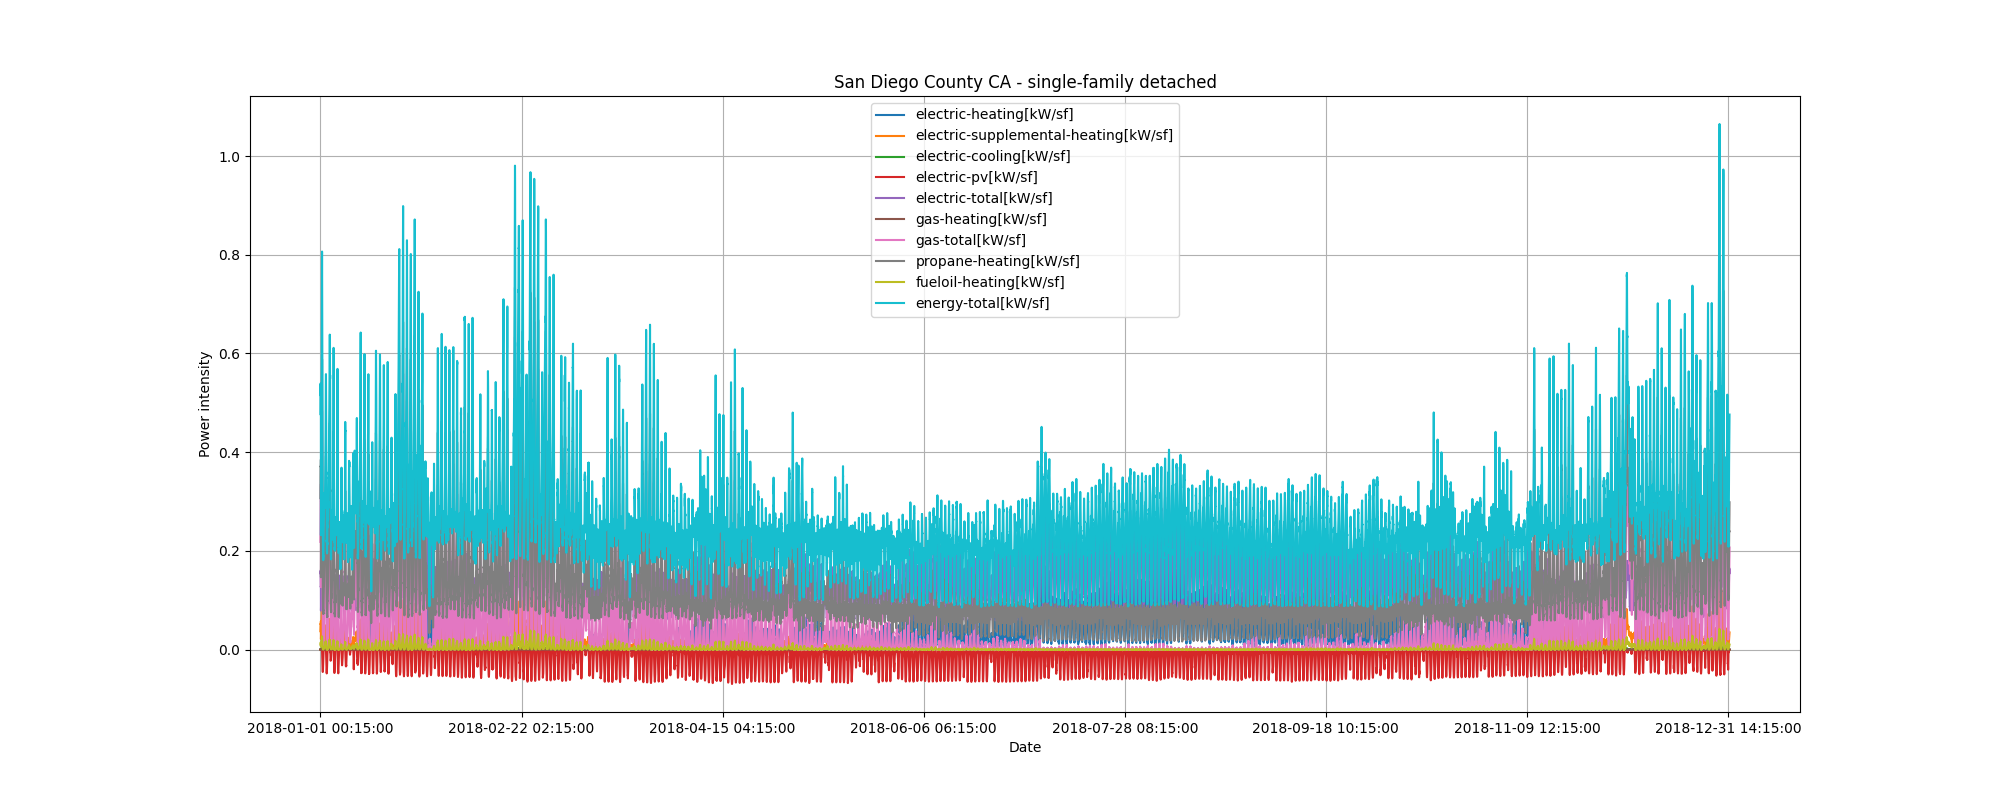 San Diego County CA - single-family detached
electric-heating[kW/sf]
electric-supplemental-heating[kW/sf]
electric-cooling[kW/sf]
electric-pv[kW/sf]
electric-total[kW/sf]
gas-heating[kW/sf]
gas-total[kW/sf]
propane-heating[kW/sf]
fueloil-heating[kW/sf]
energy-total[kW/sf]
Power intensity
1.0
0.8
0.6
0.4
0.2
0.0
2018-01-01 00:15:00
2018-02-22 02:15:00
2018-04-15 04:15:00
2018-06-06 06:15:00
2018-07-28 08:15:00
2018-09-18 10:15:00
2018-11-09 12:15:00
2018-12-31 14:15:00
Date